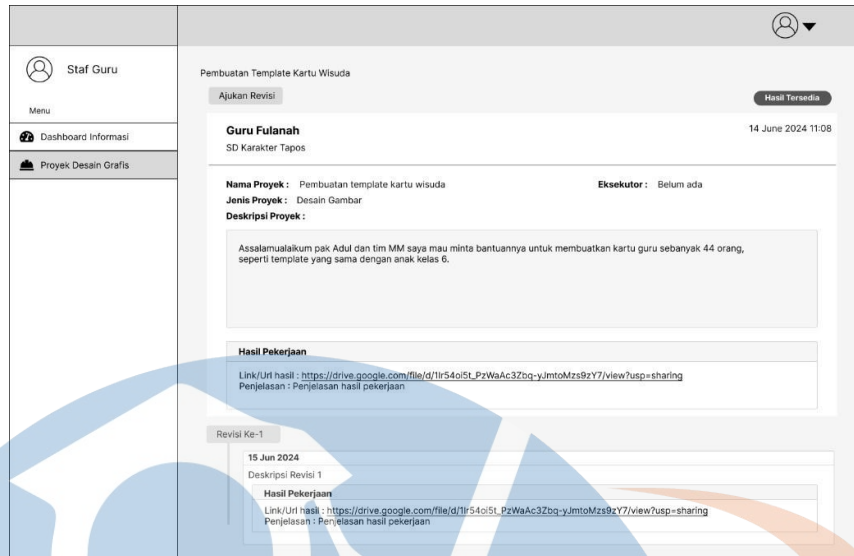 Staf Guru
Menu
Dashboard Informasi
Proyek Desain Grafis
Pembuatan Template Kartu Wisuda
Ajukan Revisi
Hasil Tersedia
Guru Fulanah
14 June 2024 11:08
SD Karakter Tapos
Nama Proyek : Pembuatan template kartu wisuda
Eksekutor : Belum ada
Jenis Proyek : Desain Gambar
Deskripsi Proyek :
Assalamualaikum pak Adul dan tim MM saya mau minta bantuannya untuk membuatkan kartu guru sebanyak 44 orang,
seperti template yang sama dengan anak kelas 6.
Hasil Pekerjaan
Link/Url hasil : https://drive.google.com/file/d/1lr54oi5t_PzWaAc3Zbq-yJmtoMzs9zY7/view?usp=sharing
Penjelasan : Penjelasan hasil pekerjaan
Revisi Ke-1
15 Jun 2024
Deskripsi Revisi 1
Hasil Pekerjaan
Link/Url hasil : https://drive.google.com/file/d/1lr54oi5t_PzWaAc3Zbq-yJmtoMzs9zY7/view?usp=sharing
Penjelasan : Penjelasan hasil pekerjaan